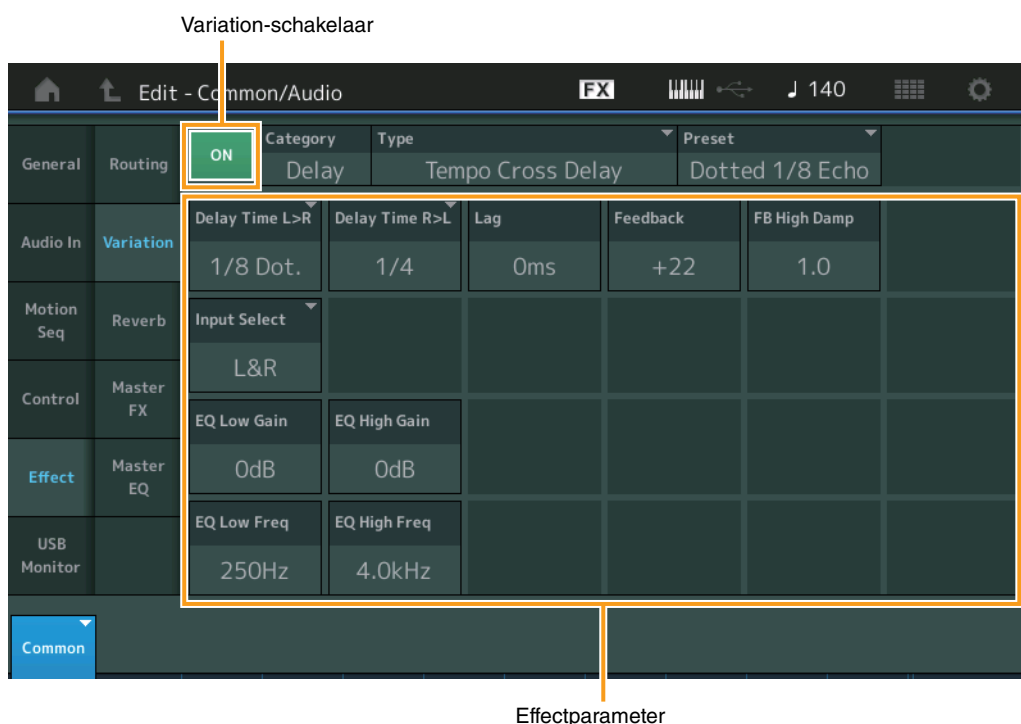 Variation-schakelaar
Edit - Common/Audio
FX
140
General
Routing
ON
Category
Delay
Type
Tempo Cross Delay
Preset
Dotted 1/8 Echo
Audio In
Variation
Delay Time L>R
1/8 Dot.
Delay Time R>L
1/4
Lag
0ms
Feedback
+22
FB High Damp
1.0
Motion
Seq
Reverb
Input Select
L&R
Control
Master
FX
EQ Low Gain
0dB
EQ High Gain
0dB
Effect
Master
EQ
EQ Low Freq
250Hz
EQ High Freq
4.0kHz
USB
Monitor
Common
Effectparameter